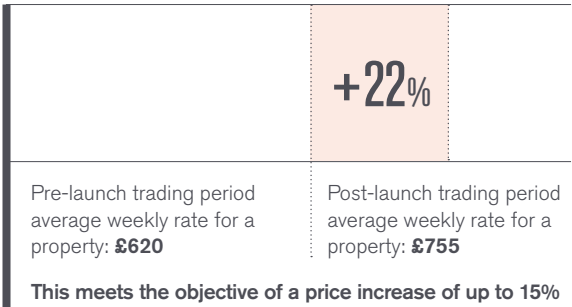 +22%
Pre-launch trading period
average weekly rate for a
property: £620
Post-launch trading period
average weekly rate for a
property: £755
This meets the objective of a price increase of up to 15%